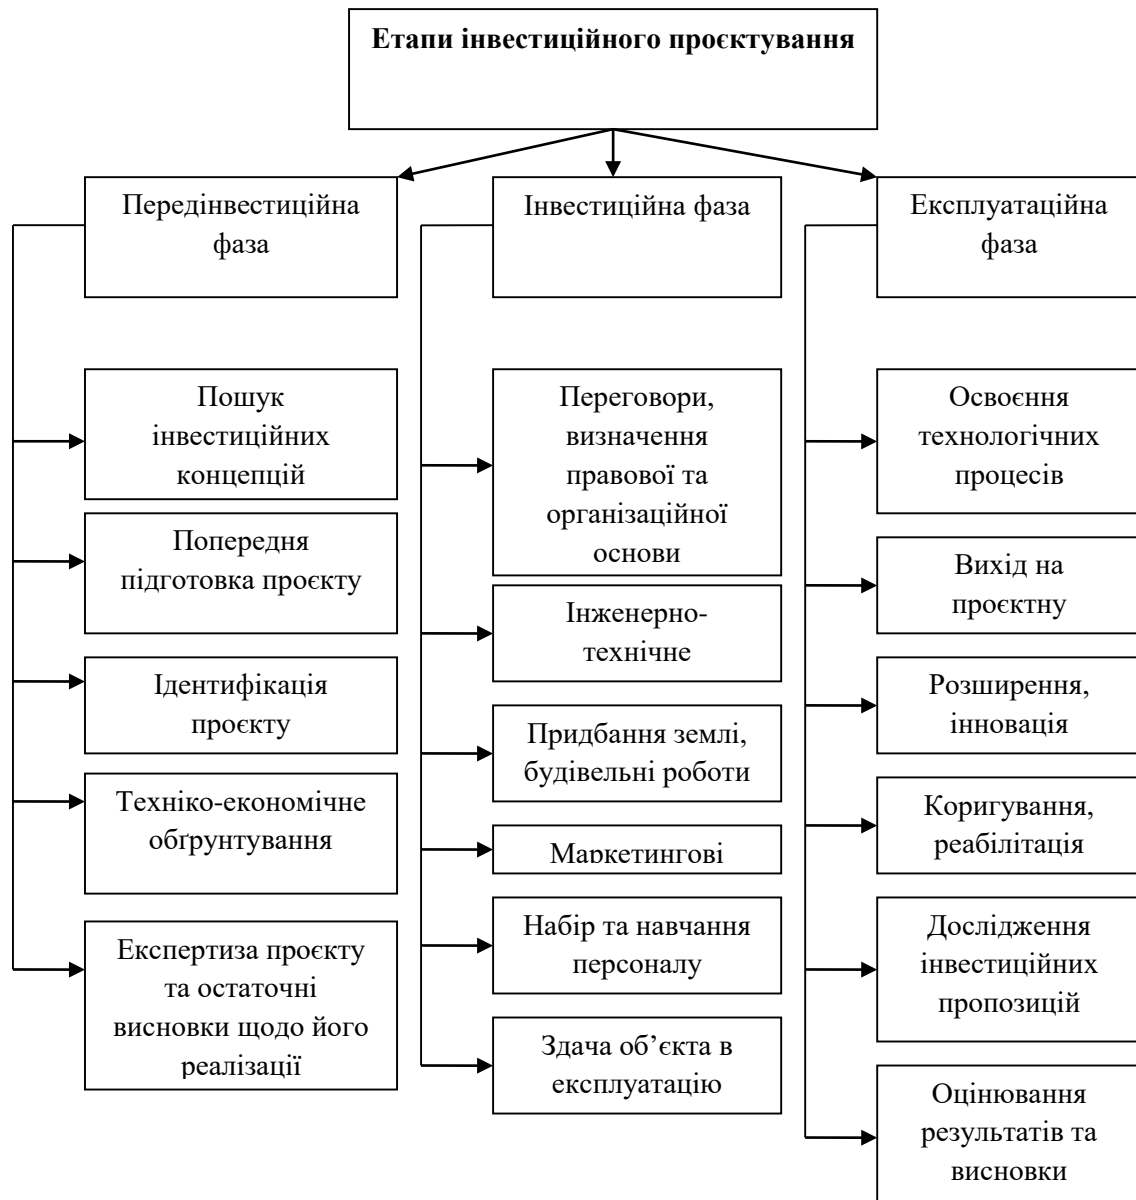 Етапи інвестиційного проєктування
Передінвестиційна
фаза
Інвестиційна фаза
Експлуатаційна
фаза
Пошук
інвестиційних
концепцій
Попередня
підготовка проєкту
Ідентифікація
проєкту
Техніко-економічне
обґрунтування
Експертиза проєкту
та остаточні
висновки щодо його
реалізації
Переговори,
визначення
правової та
організаційної
основи
Інженерно-
технічне
Придбання землі,
будівельні роботи
Маркетингові
Набір та навчання
персоналу
Здача об’єкта в
експлуатацію
Освоєння
технологічних
процесів
Вихід на
проєктну
Розширення,
інновація
Коригування,
реабілітація
Дослідження
інвестиційних
пропозицій
Оцінювання
результатів та
висновки